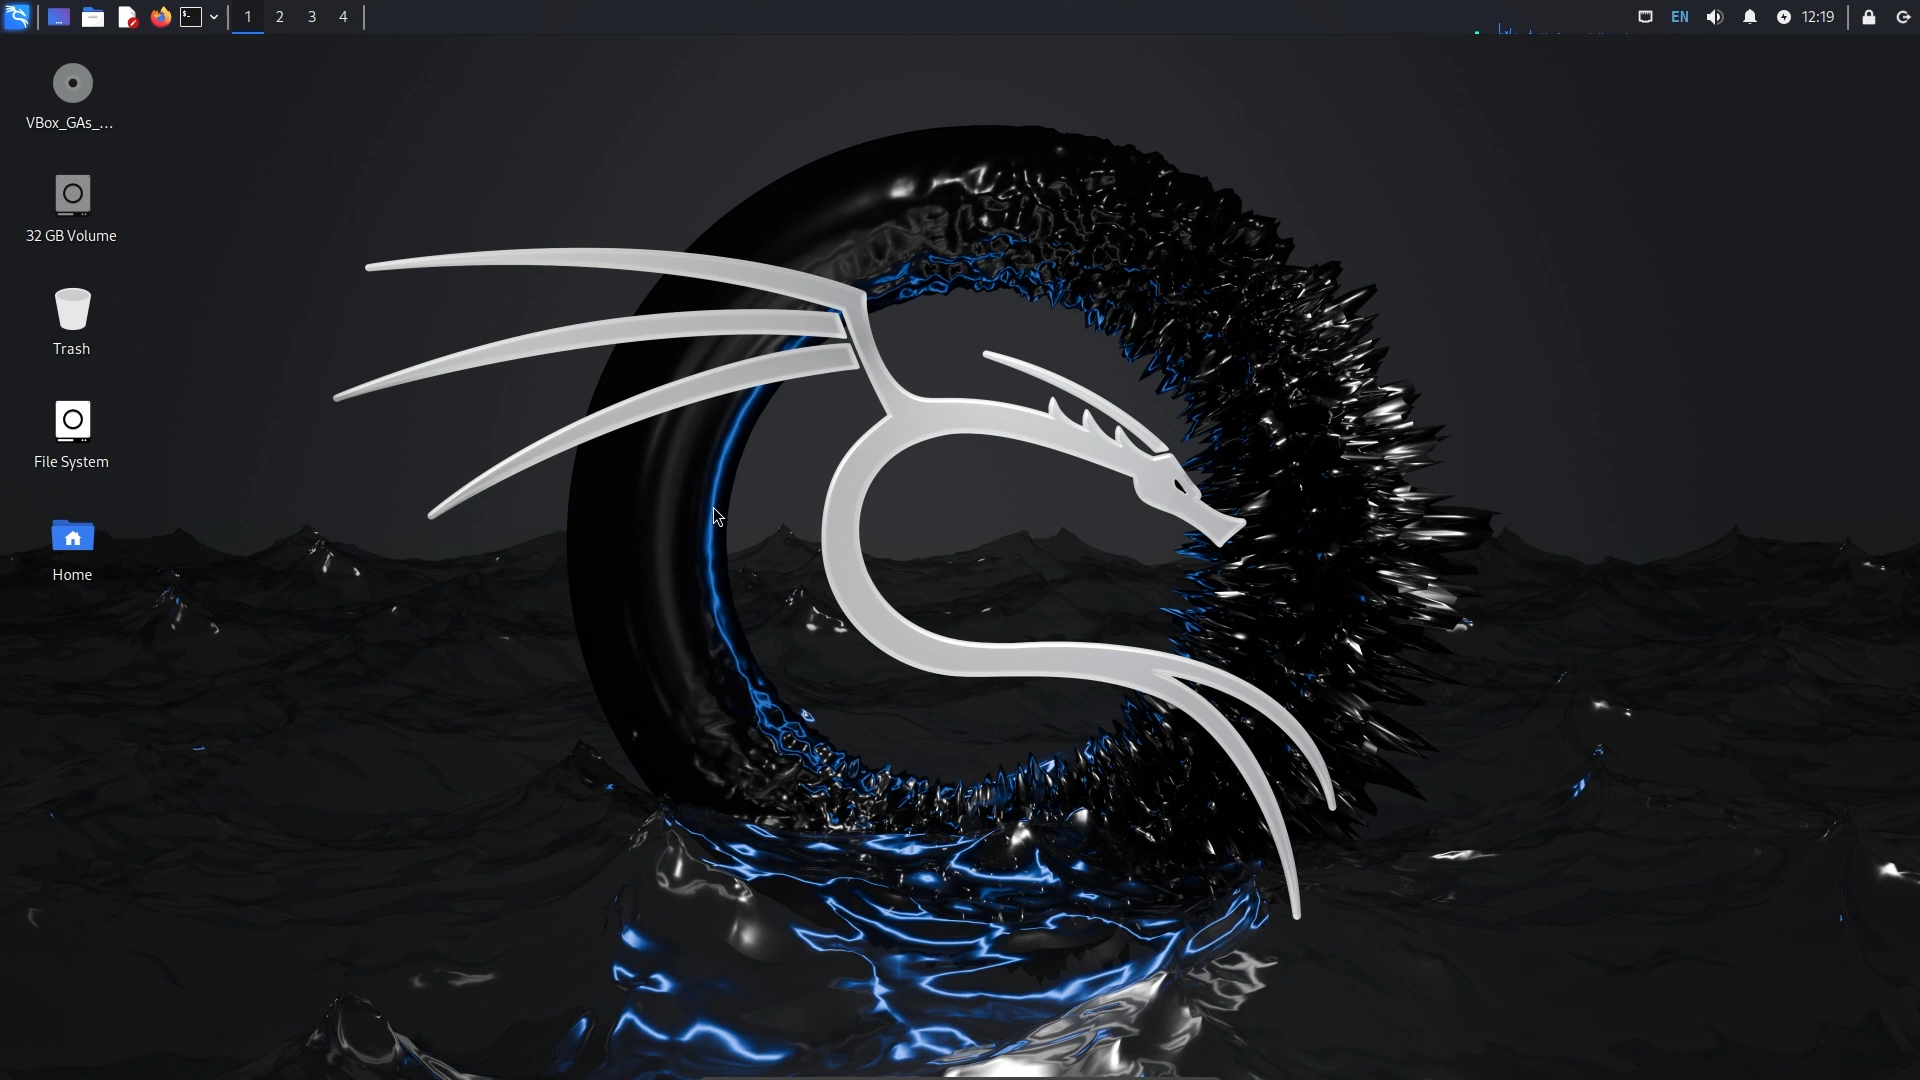 1 2 3 4
EN 12:19
VBox_GAs_...
32 GB Volume
Trash
File System
Home